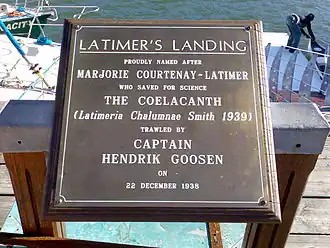 LATIMER'S LANDING
PROUDLY NAMED AFTER
MARJORIE COURTENAY-LATIMER
WHO SAVED FOR SCIENCE
THE COELACANTH
(Latimeria Chalumnae Smith 1939)
TRAWLED BY
CAPTAIN
HENDRIK GOOSEN
ON
22 DECEMBER 1938